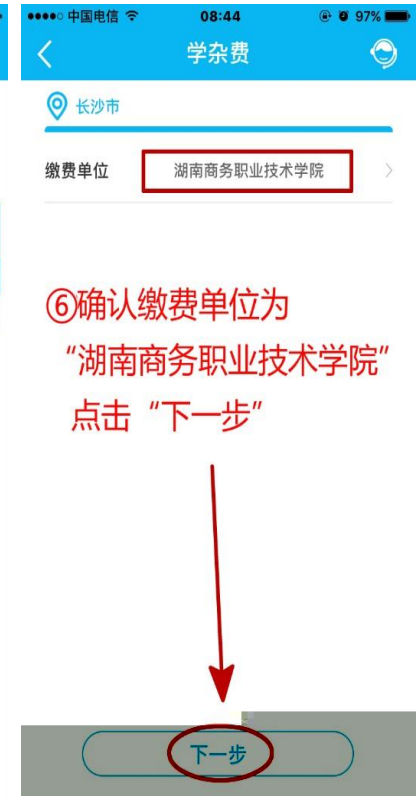 中国电信 08:44 97%
学杂费
长沙市
缴费单位 湖南商务职业技术学院
⑥确认缴费单位为
“湖南商务职业技术学院”
点击“下一步”
下一步